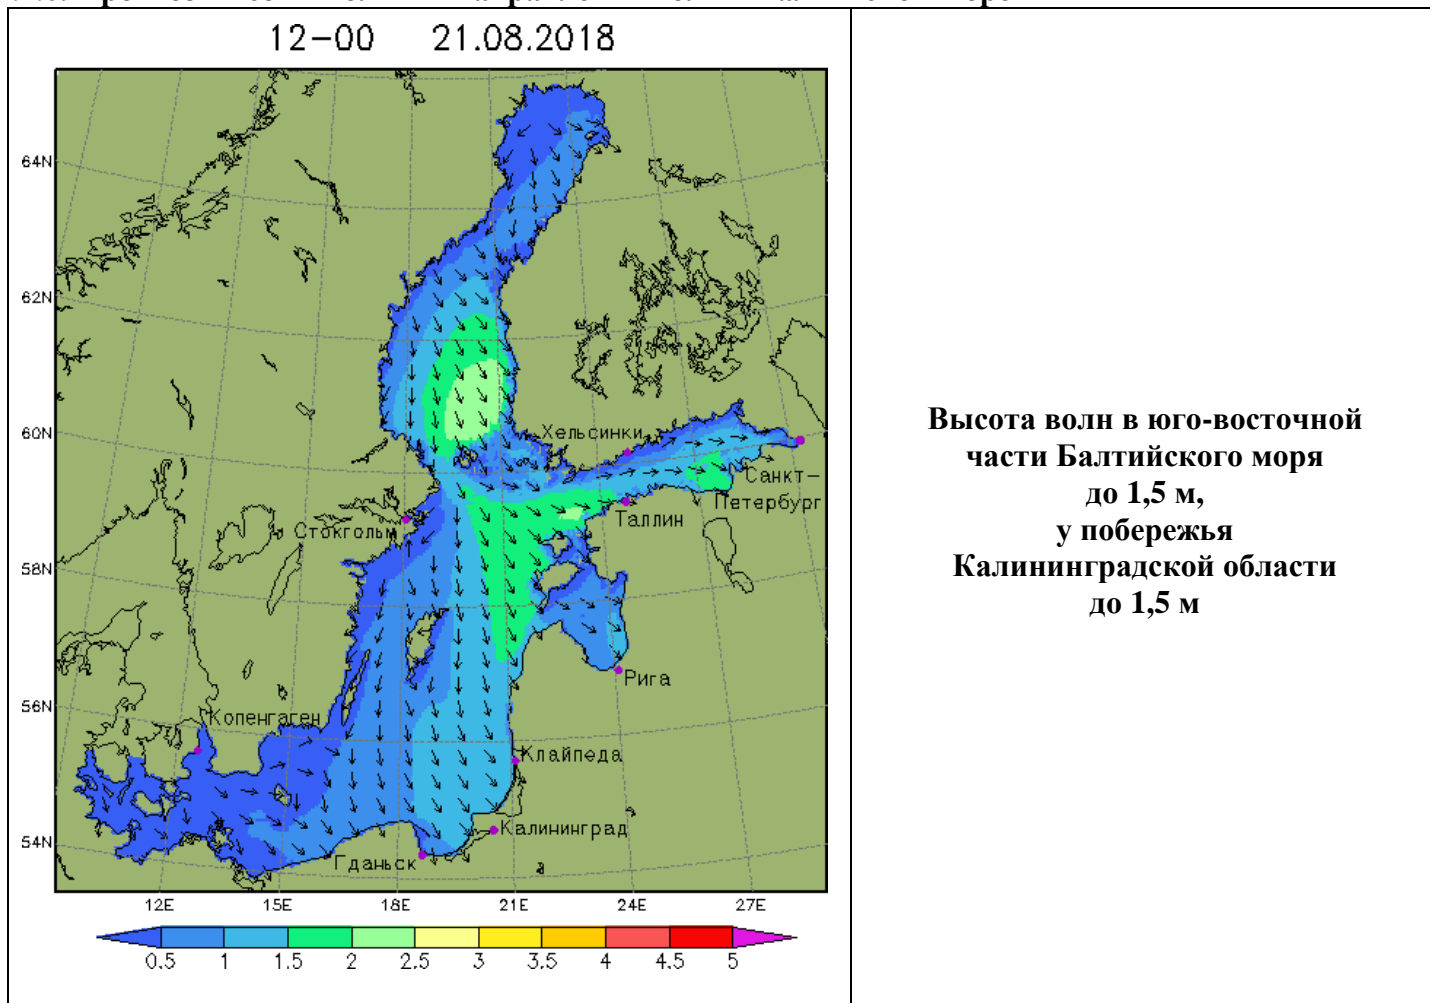 12-00 21.08.2018
64N
62N
60N
58N
56N
54N
Хельсинки
Санкт-
Петербург
Таллин
Стокгольм
Рига
Копенгаген
Клайпеда
Калининград
Гданьск
12E 15E 18E 21E 24E 27E
0.5 1 1.5 2 2.5 3 3.5 4 4.5 5
Высота волн в юго-восточной
части Балтийского моря
до 1,5 м,
у побережья
Калининградской области
до 1,5 м